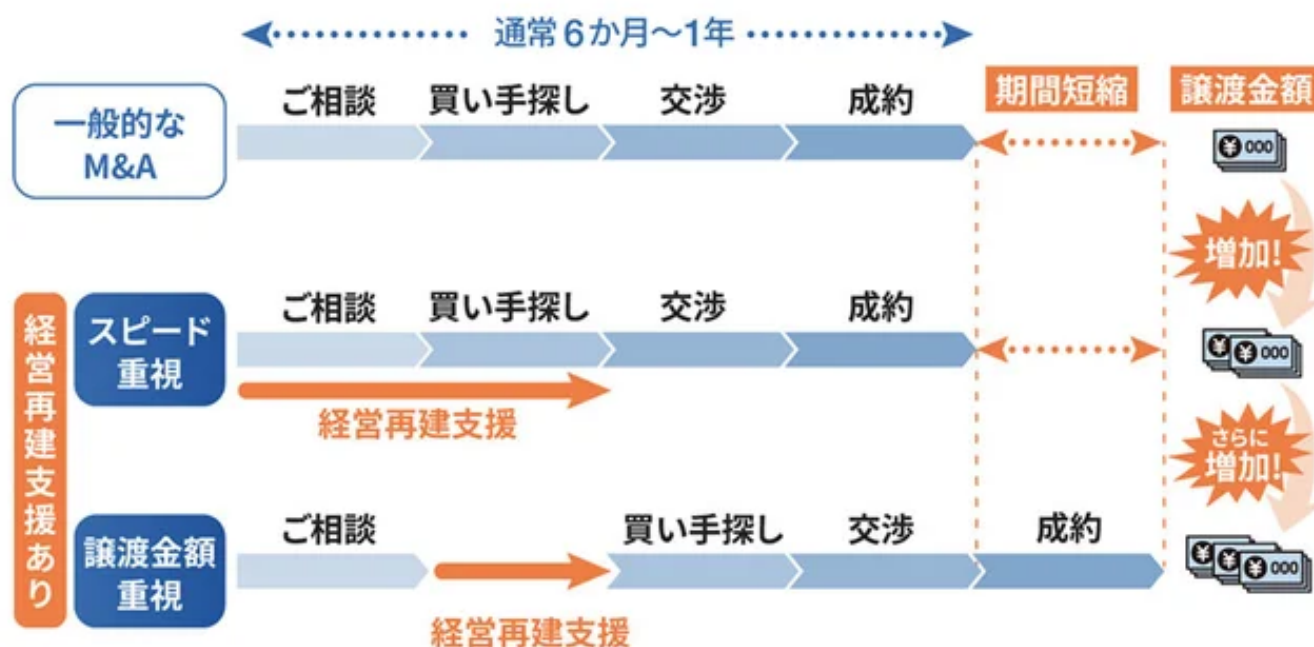 通常6か月〜1年
一般的な
M&A
ご相談
買い手探し
交渉
成約
期間短縮
譲渡金額
¥000
増加!
経営再建支援あり
スピード
重視
ご相談
買い手探し
交渉
成約
経営再建支援
¥
¥000
さらに
増加!
譲渡金額
重視
ご相談
買い手探し
交渉
成約
経営再建支援
¥
¥
¥000